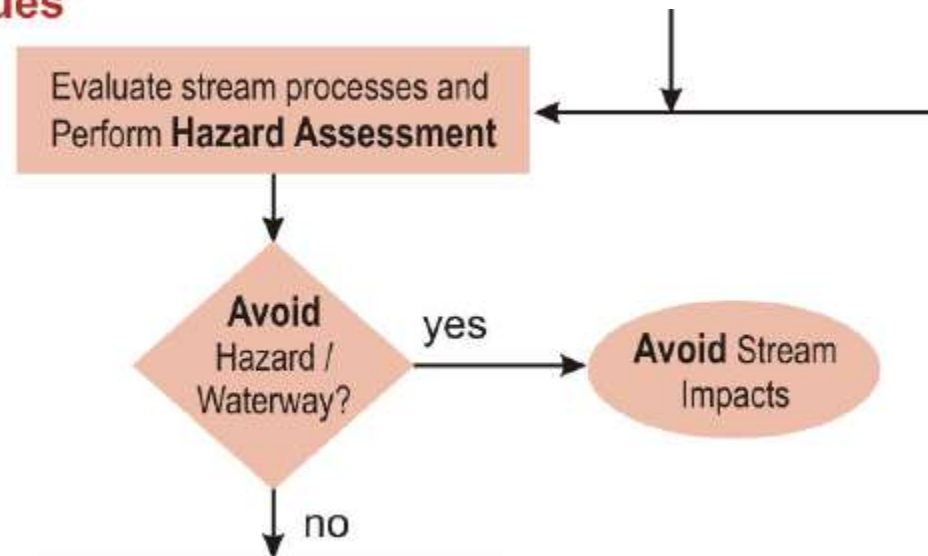 Evaluate stream processes and
Perform Hazard Assessment
Avoid
Hazard /
Waterway?
yes
Avoid Stream
Impacts
no